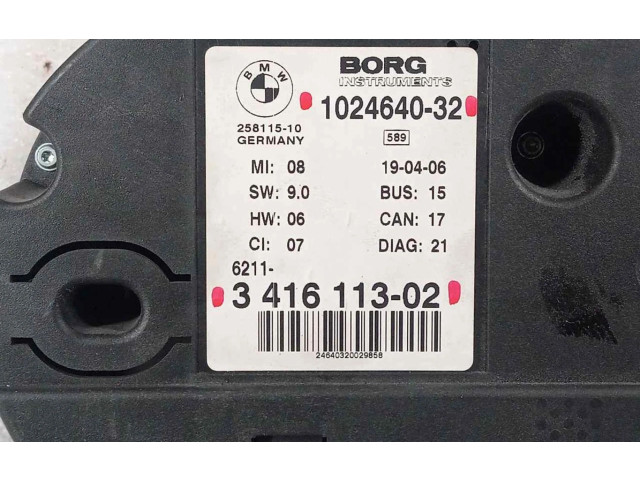 BMW
BORG
INSTRUMENTS
1024640-32
258115-10
GERMANY
589
MI: 08 19-04-06
SW: 9.0 BUS: 15
HW: 06 CAN: 17
CI: 07 DIAG: 21
6211-
3 416 113-02
24640320029858